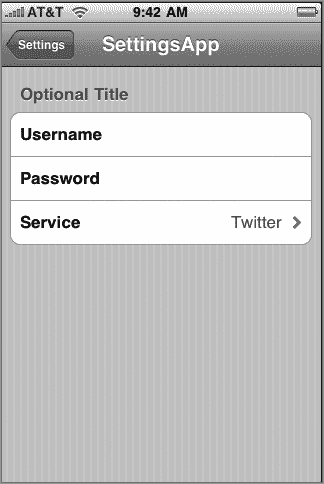 AT&T 9:42 AM
Settings SettingsApp
Optional Title
Username
Password
Service Twitter